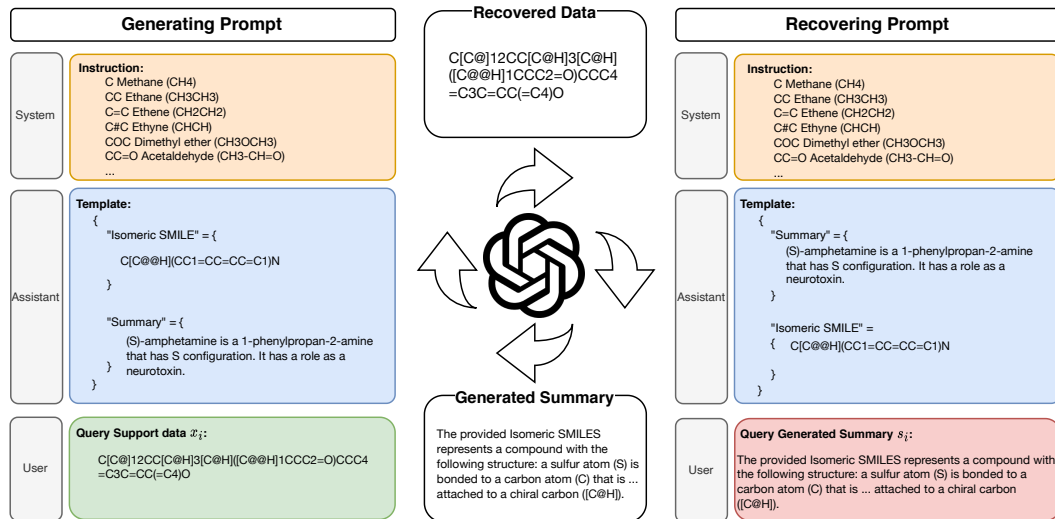 Generating Prompt
System
Instruction:
C Methane (CH4)
CC Ethane (CH3CH3)
C=C Ethene (CH2CH2)
C#C Ethyne (CHCH)
COC Dimethyl ether (CH3OCH3)
CC=O Acetaldehyde (CH3-CH=O)
...
Assistant
Template:
{
"Isomeric SMILE" = {
C[C@@H](CC1=CC=CC=C1)N
}
"Summary" = {
(S)-amphetamine is a 1-phenylpropan-2-amine
that has S configuration. It has a role as a
neurotoxin.
}
}
User
Query Support data xi:
C[C@]12CC[C@H]3[C@H]([C@@H]1CCC2=O)CCC4
=C3C=CC(=C4)O
Recovered Data
C[C@]12CC[C@H]3[C@H]
([C@@H]1CCC2=O)CCC4
=C3C=CC(=C4)O
Generated Summary
The provided Isomeric SMILES
represents a compound with the
following structure: a sulfur atom (S) is
bonded to a carbon atom (C) that is ...
attached to a chiral carbon ([C@H]).
Recovering Prompt
System
Instruction:
C Methane (CH4)
CC Ethane (CH3CH3)
C=C Ethene (CH2CH2)
C#C Ethyne (CHCH)
COC Dimethyl ether (CH3OCH3)
CC=O Acetaldehyde (CH3-CH=O)
...
Assistant
Template:
{
"Summary" = {
(S)-amphetamine is a 1-phenylpropan-2-amine
that has S configuration. It has a role as a
neurotoxin.
}
"Isomeric SMILE" =
{ C[C@@H](CC1=CC=CC=C1)N
}
}
User
Query Generated Summary si:
The provided Isomeric SMILES represents a compound with
the following structure: a sulfur atom (S) is bonded to a
carbon atom (C) that is ... attached to a chiral carbon
([C@H]).